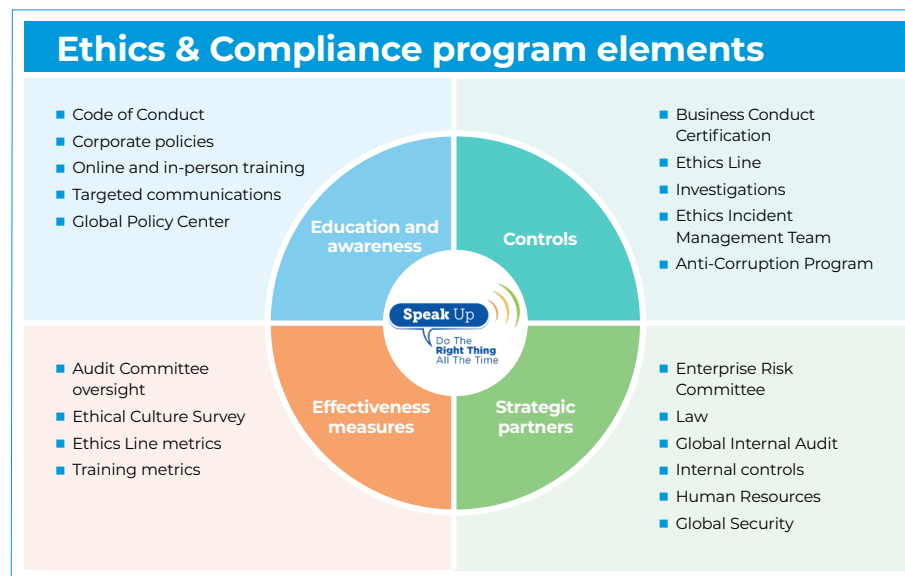 Ethics & Compliance program elements
Code of Conduct
Corporate policies
Online and in-person training
Targeted communications
Global Policy Center
Business Conduct
Certification
Ethics Line
Investigations
Ethics Incident
Management Team
Anti-Corruption Program
Education and
awareness
Controls
Speak Up
Do The
Right Thing
All The Time
Effectiveness
measures
Strategic
partners
Audit Committee
oversight
Ethical Culture Survey
Ethics Line metrics
Training metrics
Enterprise Risk
Committee
Law
Global Internal Audit
Internal controls
Human Resources
Global Security